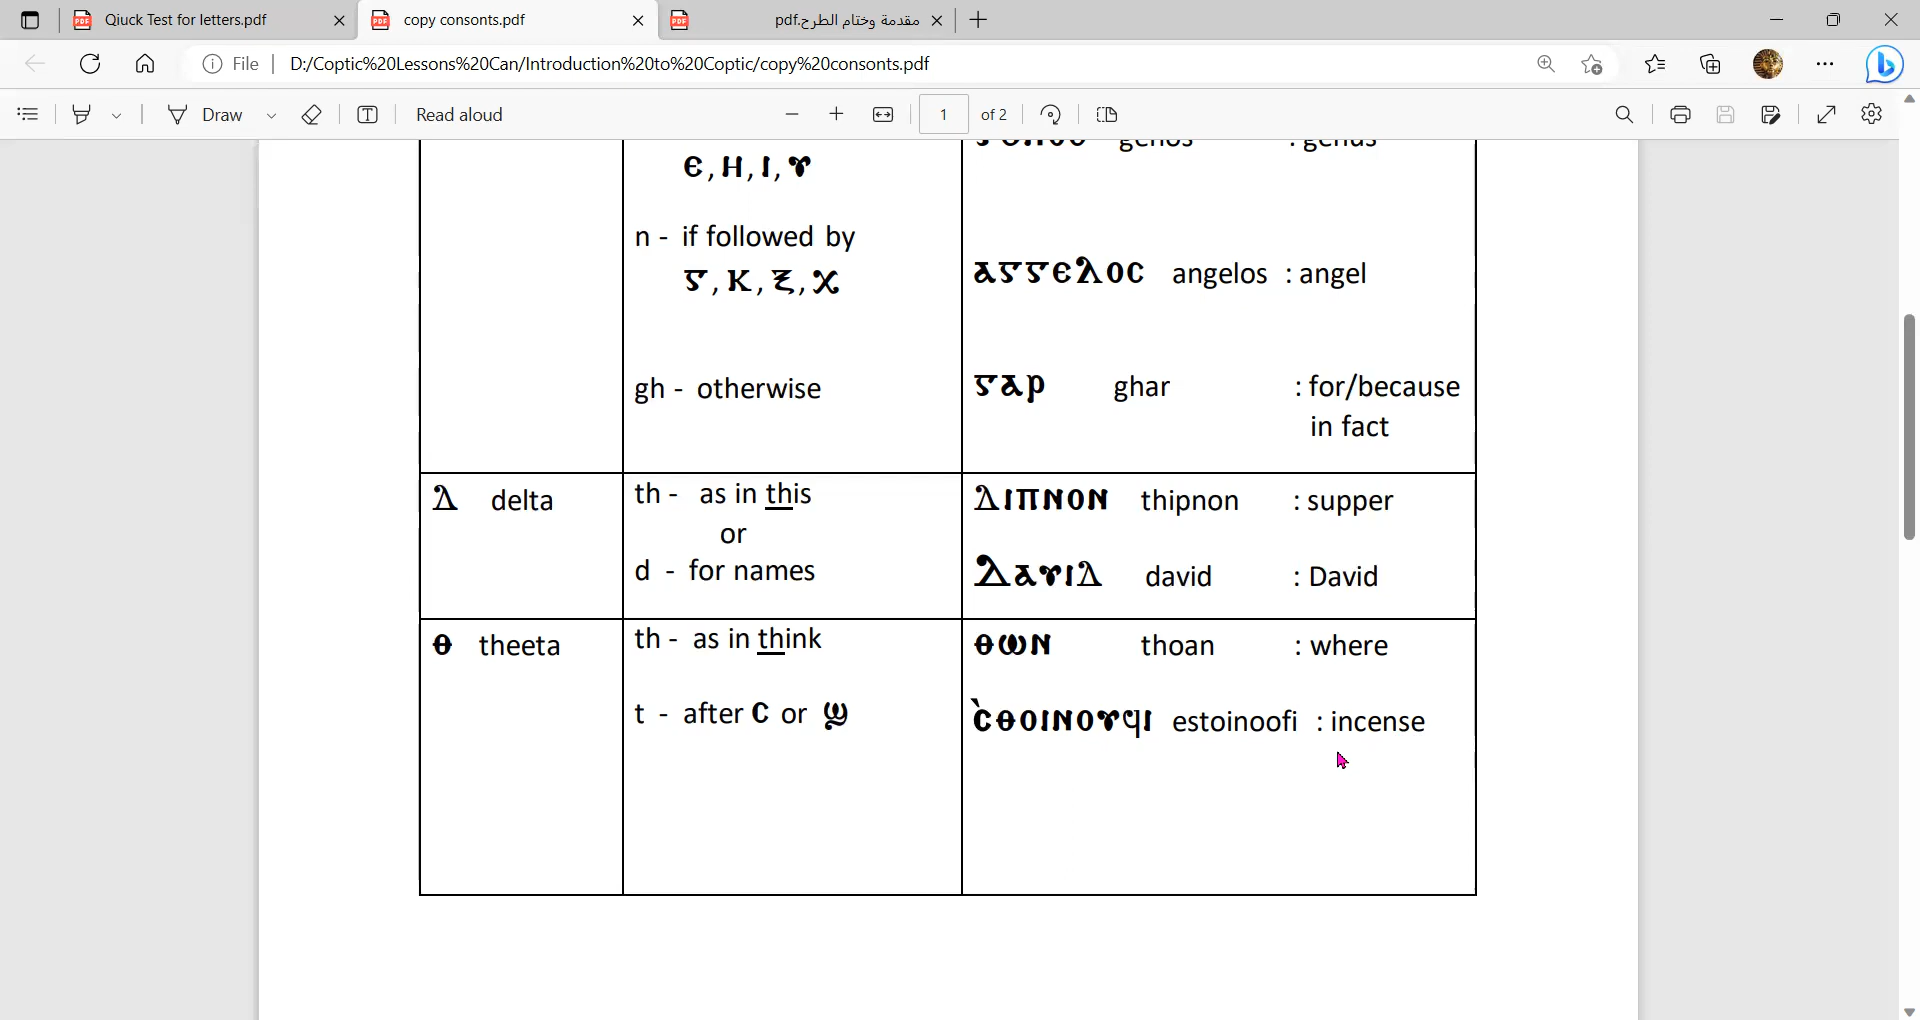 Qiuck Test for letters.pdf
copy consonts.pdf
مقدمة وختام الطرح.pdf
File
D:/Coptic%20Lessons%20Can/Introduction%20to%20Coptic/copy%20consonts.pdf
Draw
Read aloud
1 of 2
ⲉ, ⲏ, ⲓ, ⲩ genos : genus
n - if followed by
ⲅ, ⲕ, ⲝ, ⲭ ⲁⲅⲅⲉⲗⲟⲥ angelos : angel
gh - otherwise ⲅⲁⲣ ghar : for/because
in fact
ⲇ delta th - as in this ⲇⲓⲡⲛⲟⲛ thipnon : supper
or
d - for names Ⲇⲁⲩⲓⲇ david : David
ⲑ theeta th - as in think ⲑⲱⲛ thoan : where
t - after ⲥ or ϣ ⲥ̀ⲑⲟⲓⲛⲟⲩϥⲓ estoinoofi : incense